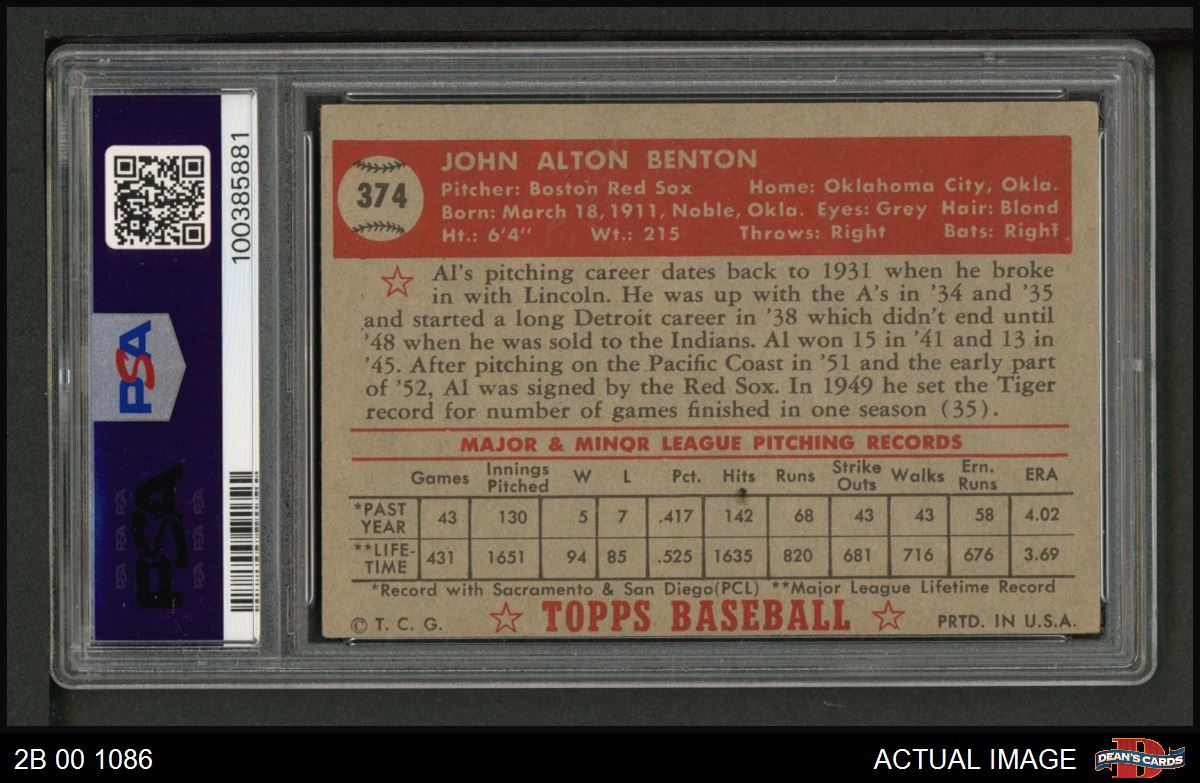 100385881
PSA
PSA
374
JOHN ALTON BENTON
Pitcher: Boston Red Sox Home: Oklahoma City, Okla.
Born: March 18, 1911, Noble, Okla. Eyes: Grey Hair: Blond
Ht.: 6'4" Wt.: 215 Throws: Right Bats: Right
Al's pitching career dates back to 1931 when he broke
in with Lincoln. He was up with the A's in '34 and '35
and started a long Detroit career in '38 which didn't end until
'48 when he was sold to the Indians. Al won 15 in '41 and 13 in
'45. After pitching on the Pacific Coast in '51 and the early part
of '52, Al was signed by the Red Sox. In 1949 he set the Tiger
record for number of games finished in one season (35).
MAJOR & MINOR LEAGUE PITCHING RECORDS
Games Innings Pitched W L Pct. Hits Runs Strike Outs Walks Ern. Runs ERA
*PAST YEAR 43 130 5 7 .417 142 68 43 43 58 4.02
**LIFE-TIME 431 1651 94 85 .525 1635 820 681 716 676 3.69
*Record with Sacramento & San Diego(PCL) **Major League Lifetime Record
© T. C. G. TOPPS BASEBALL PRTD. IN U.S.A.
2B 00 1086 ACTUAL IMAGE DEAN'S CARDS